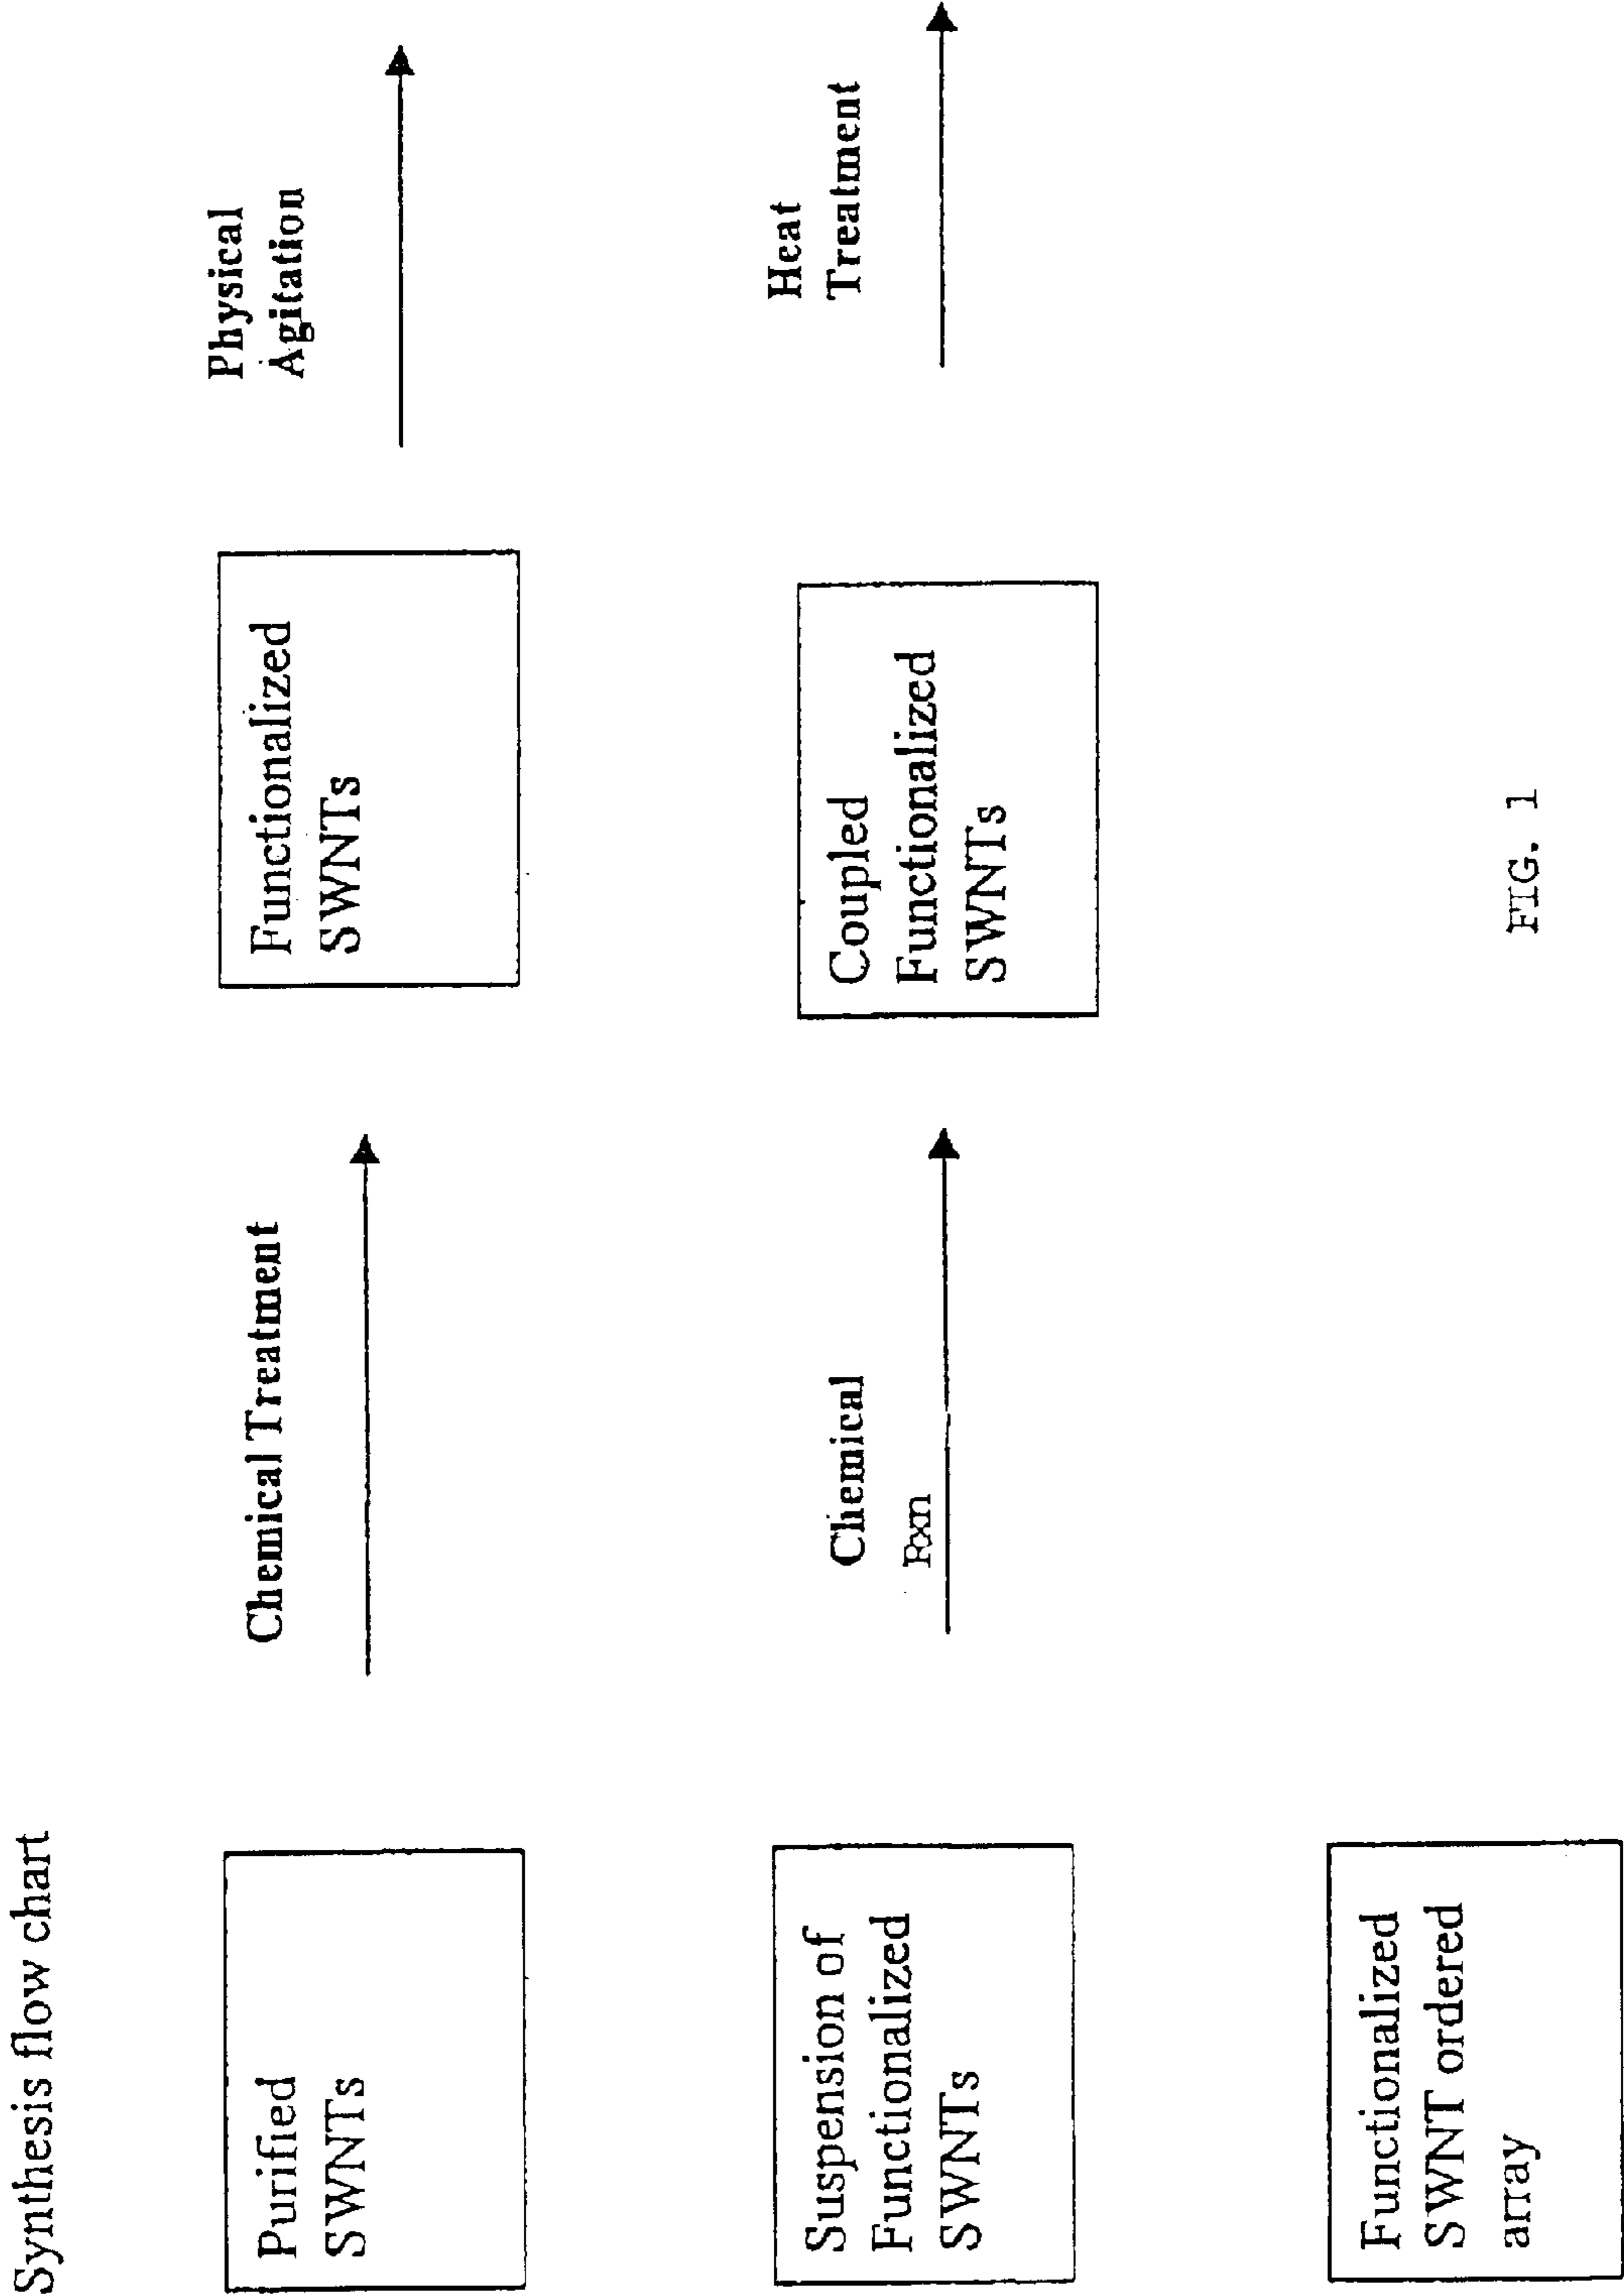 Synthesis flow chart
Purified
SWNTs
Chemical Treatment
Functionalized
SWNTs
Physical
Agitation
Suspension of
Functionalized
SWNTs
Chemical
Rxn
Coupled
Functionalized
SWNTs
Heat
Treatment
Functionalized
SWNT ordered
array
FIG. 1